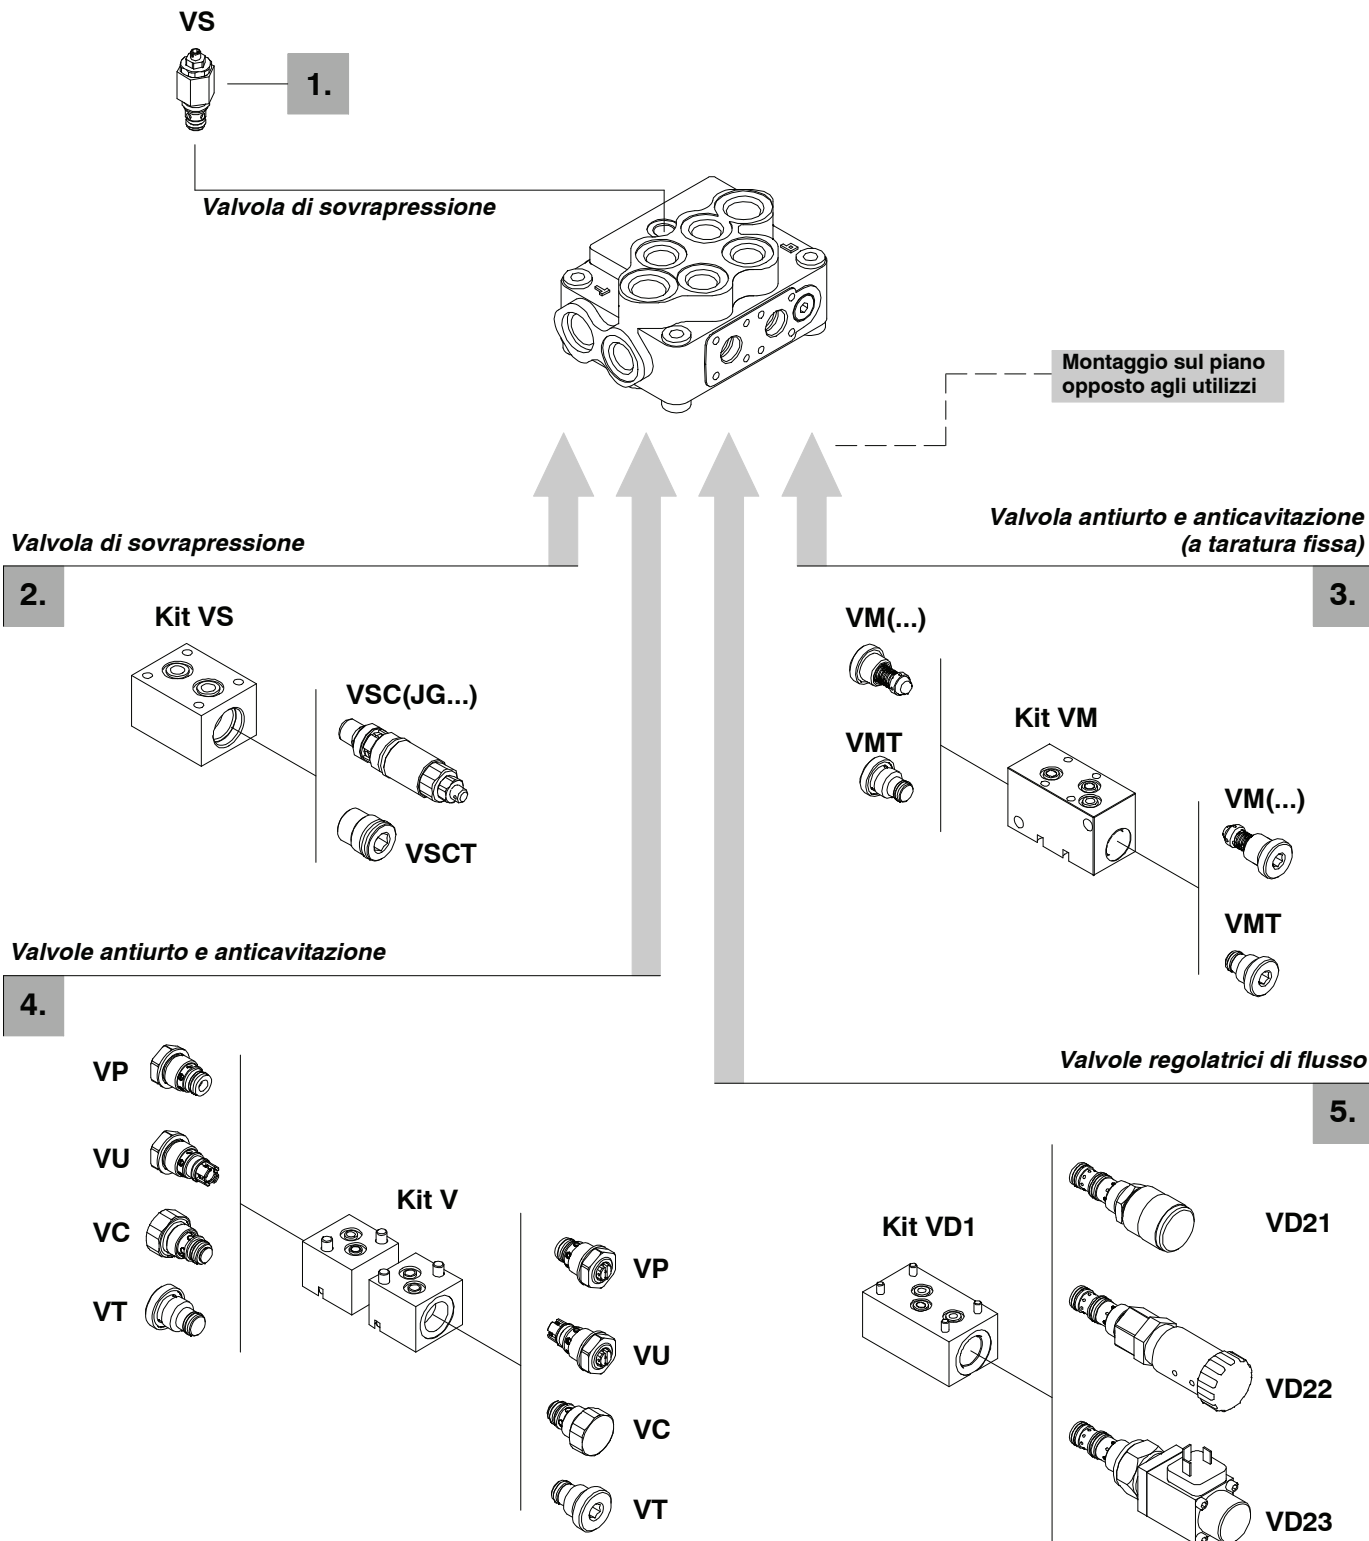 VS
1.
Valvola di sovrapressione
Montaggio sul piano
opposto agli utilizzi
Valvola di sovrapressione
2.
Kit VS
VSC(JG...)
VSCT
Valvola antiurto e anticavitazione
(a taratura fissa)
3.
VM(...)
VMT
Kit VM
VM(...)
VMT
Valvole antiurto e anticavitazione
4.
VP
VU
VC
VT
Kit V
VP
VU
VC
VT
Valvole regolatrici di flusso
5.
Kit VD1
VD21
VD22
VD23